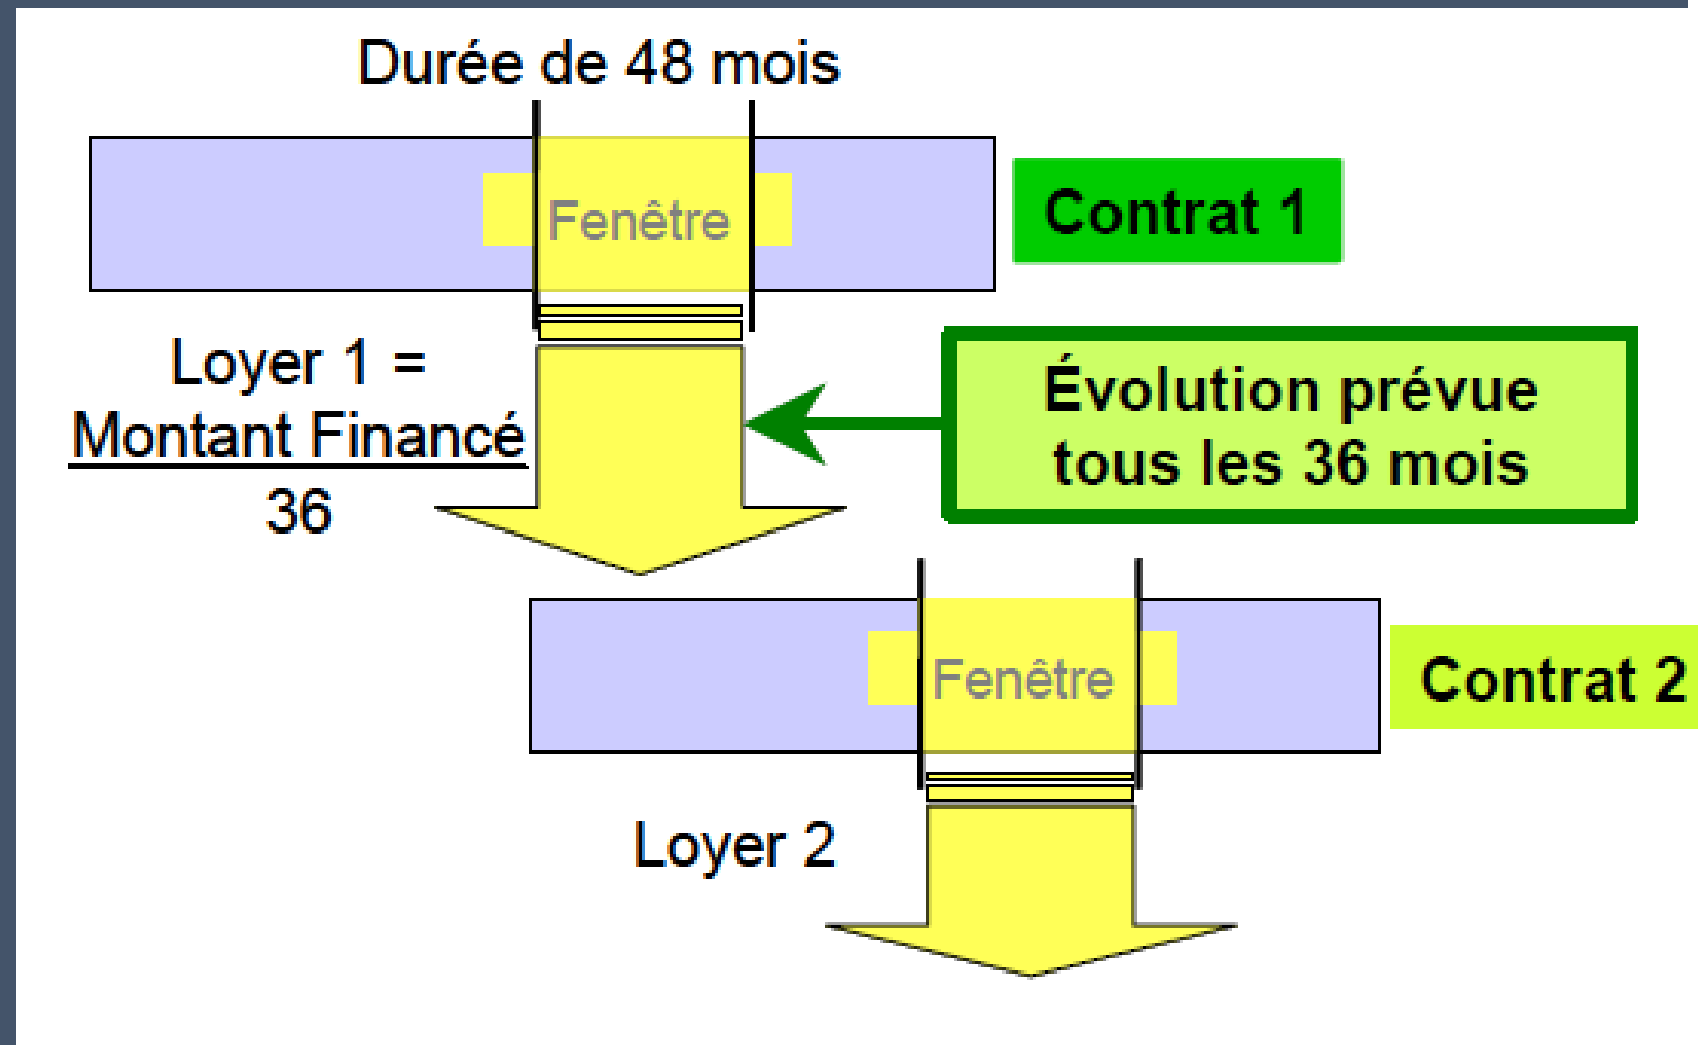 Durée de 48 mois
Fenêtre
Contrat 1
Loyer 1 =
Montant Financé
36
Évolution prévue
tous les 36 mois
Fenêtre
Contrat 2
Loyer 2